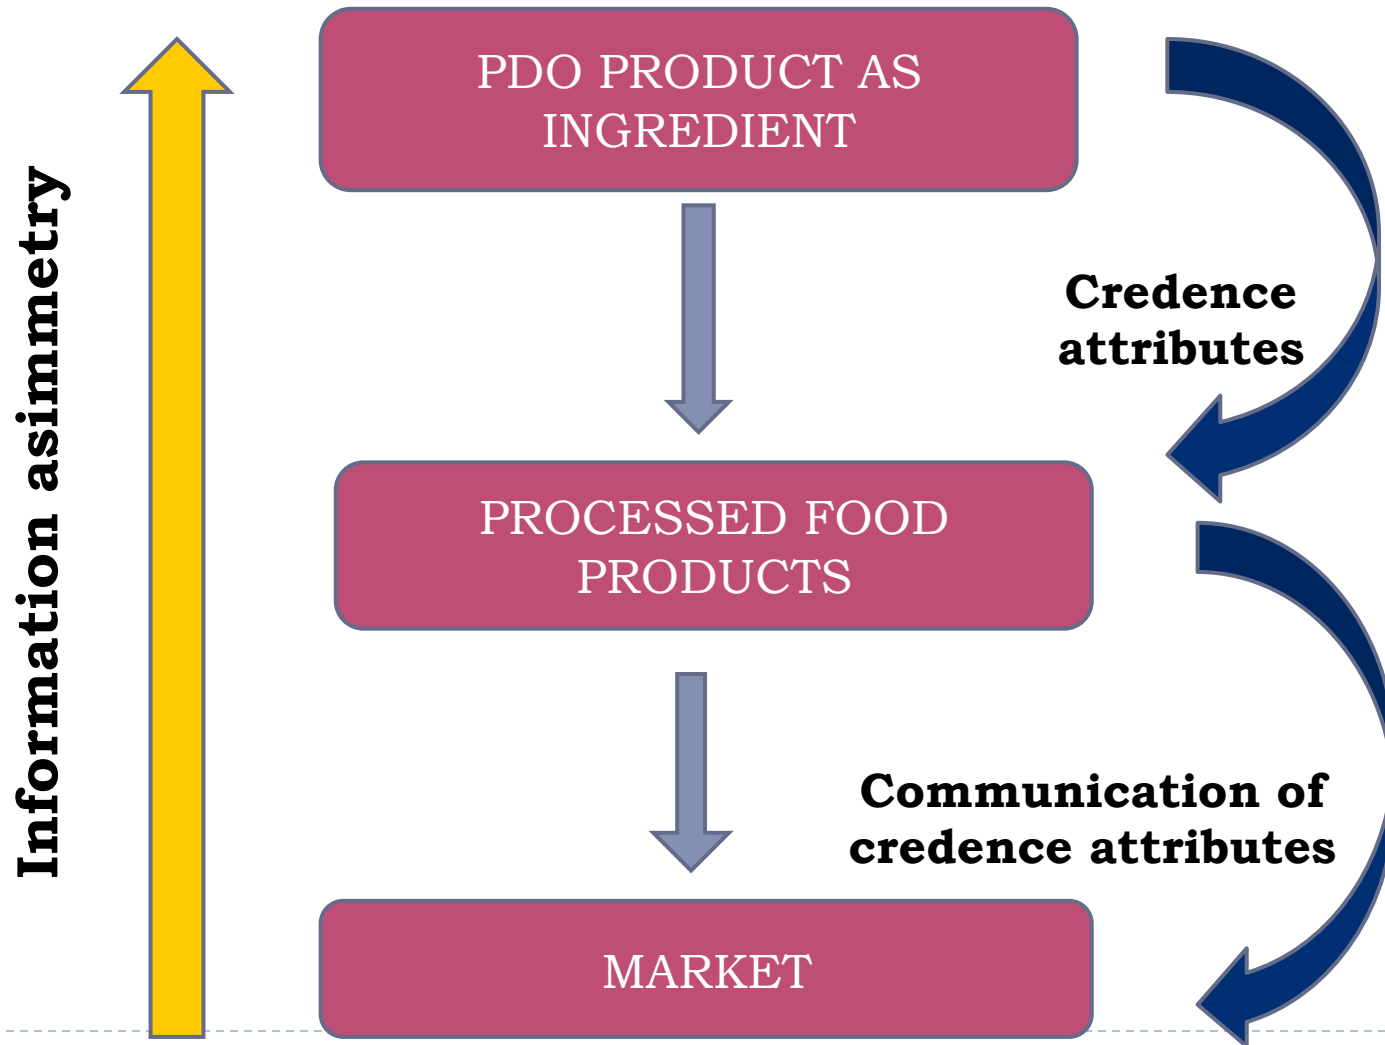 PDO PRODUCT AS
INGREDIENT
Information asimmetry
Credence
attributes
PROCESSED FOOD
PRODUCTS
Communication of
credence attributes
MARKET